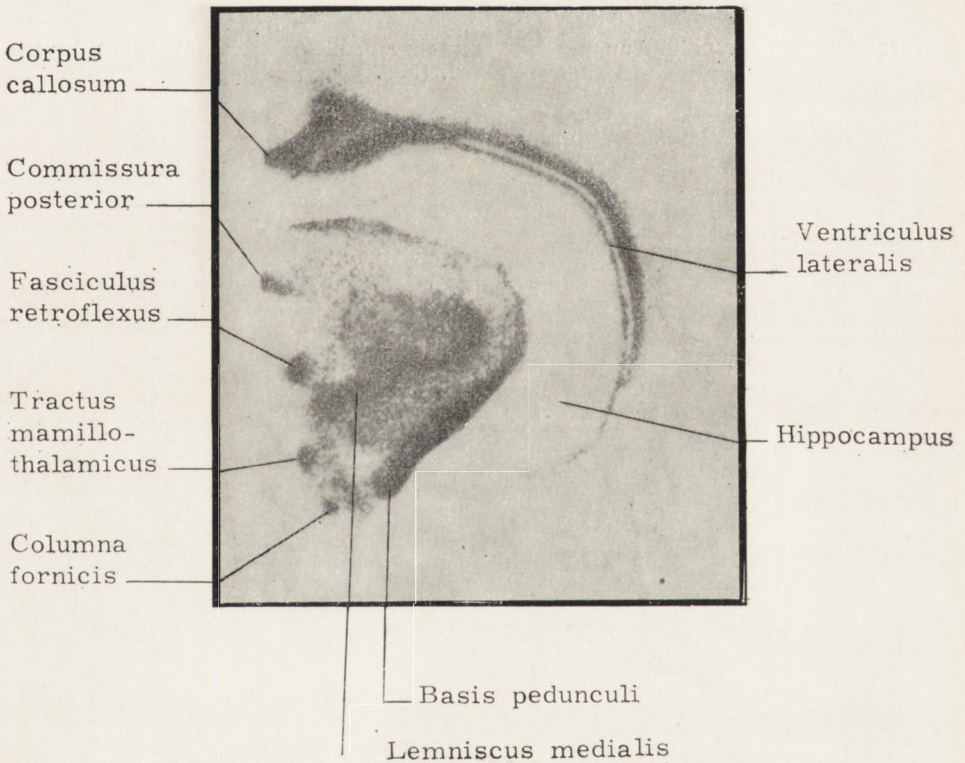 Corpus
callosum
Commissura
posterior
Fasciculus
retroflexus
Tractus
mamillo-
thalamicus
Columna
fornicis
Ventriculus
lateralis
Hippocampus
Basis pedunculi
Lemniscus medialis